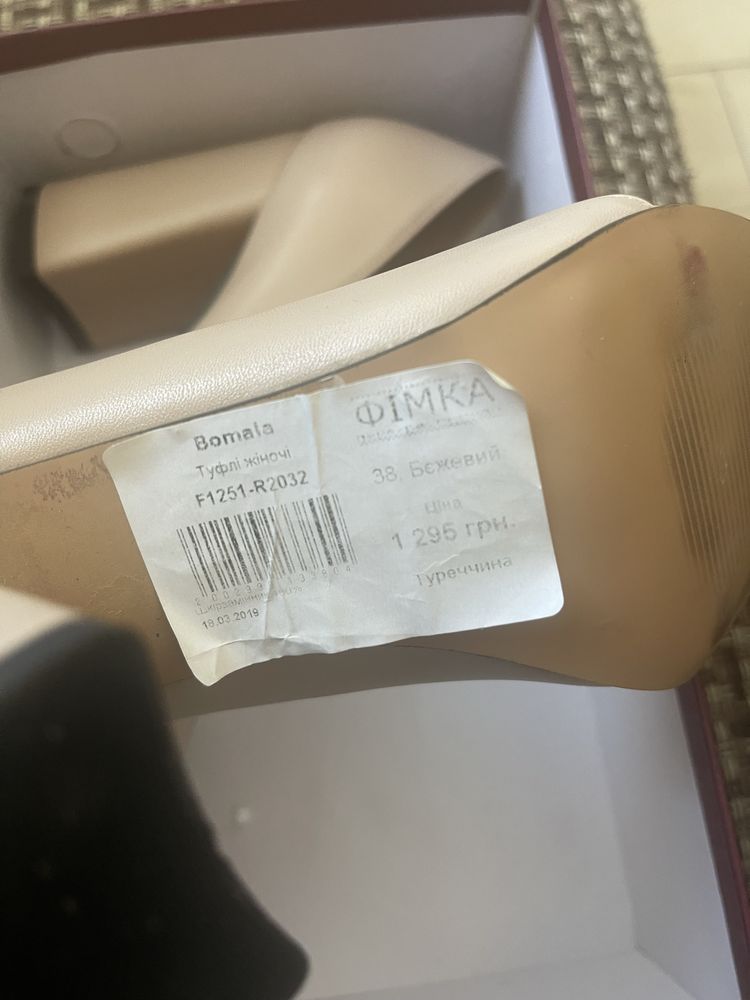 Bomala
Туфлі жіночі
F1251-R2032
18.03.2019
ФІМКА
38, Бежевий
Ціна
1 295 грн.
Туреччина